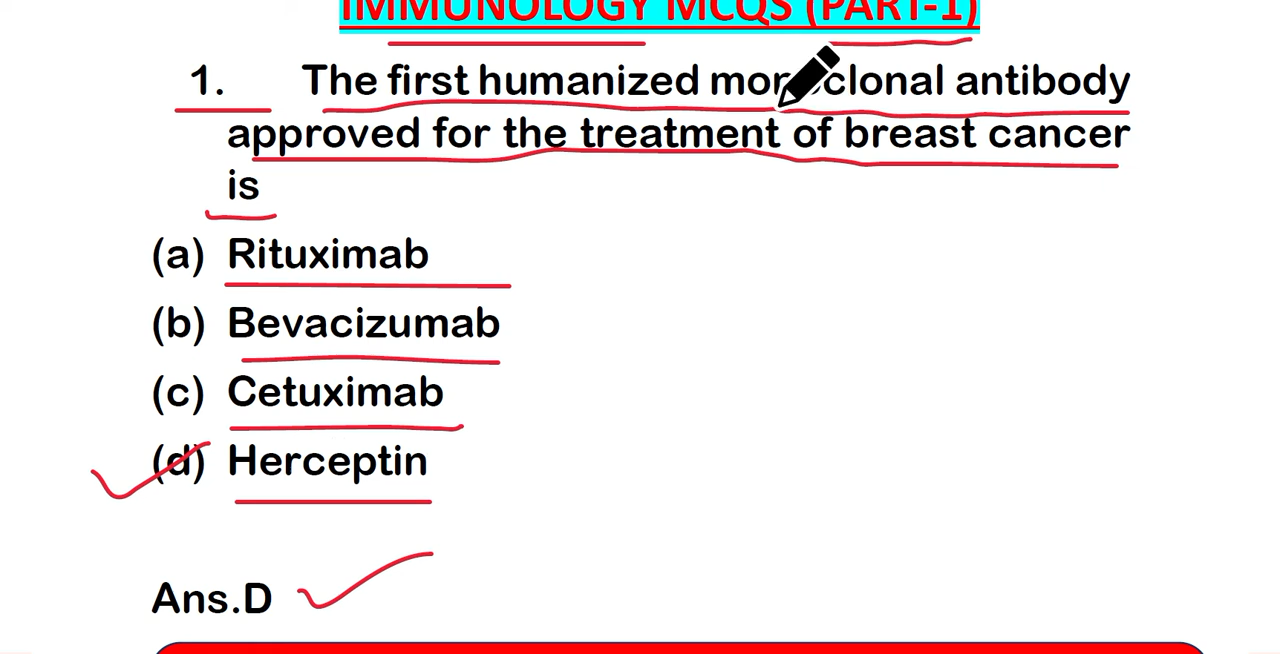 IMMUNOLOGY MCQS (PART-1)
1. The first humanized monoclonal antibody
approved for the treatment of breast cancer
is
(a) Rituximab
(b) Bevacizumab
(c) Cetuximab
(d) Herceptin
Ans.D